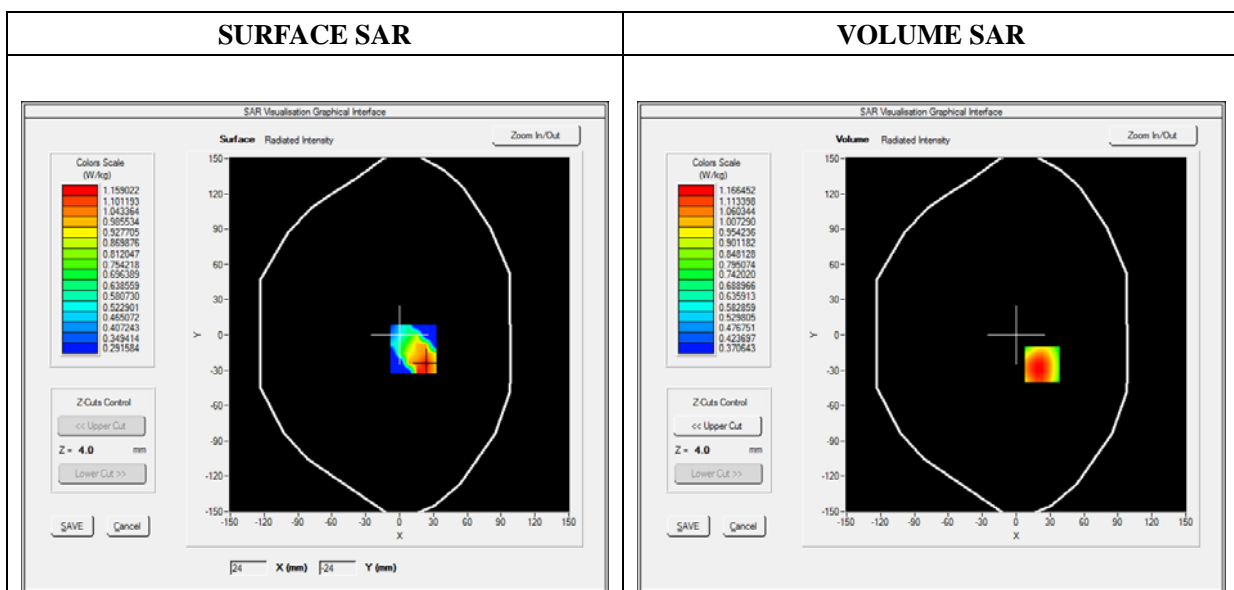 SURFACE SAR
VOLUME SAR
SAR Visualisation Graphical Interface
Surface Radiated Intensity
Zoom In/Out
Colors Scale
(W/kg)
1.159022
1.101193
1.043364
0.985534
0.927705
0.869876
0.812047
0.754218
0.696389
0.638559
0.580730
0.522901
0.465072
0.407243
0.349414
0.291584
Z-Cuts Control
<< Upper Cut
Z = 4.0 mm
Lower Cut >>
SAVE Cancel
150
120
90
60
30
0
-30
-60
-90
-120
-150
Y
-150 -120 -90 -60 -30 0 30 60 90 120 150
X
24 X (mm) -24 Y (mm)
SAR Visualisation Graphical Interface
Volume Radiated Intensity
Zoom In/Out
Colors Scale
(W/kg)
1.166452
1.113398
1.060344
1.007290
0.954236
0.901182
0.848128
0.795074
0.742020
0.688966
0.635913
0.582859
0.529805
0.476751
0.423697
0.370643
Z-Cuts Control
<< Upper Cut
Z = 4.0 mm
Lower Cut >>
SAVE Cancel
150
120
90
60
30
0
-30
-60
-90
-120
-150
Y
-150 -120 -90 -60 -30 0 30 60 90 120 150
X